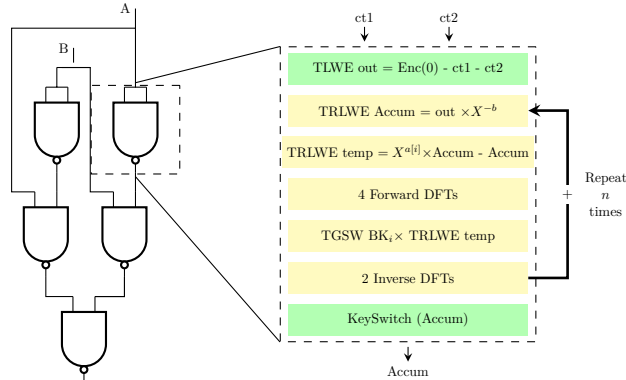 A
B
ct1
ct2
TLWE out = Enc(0) - ct1 - ct2
TRLWE Accum = out ×X^{-b}
TRLWE temp = X^{a[i]}×Accum - Accum
4 Forward DFTs
TGSW BK_i× TRLWE temp
2 Inverse DFTs
KeySwitch (Accum)
Accum
+
Repeat
n
times